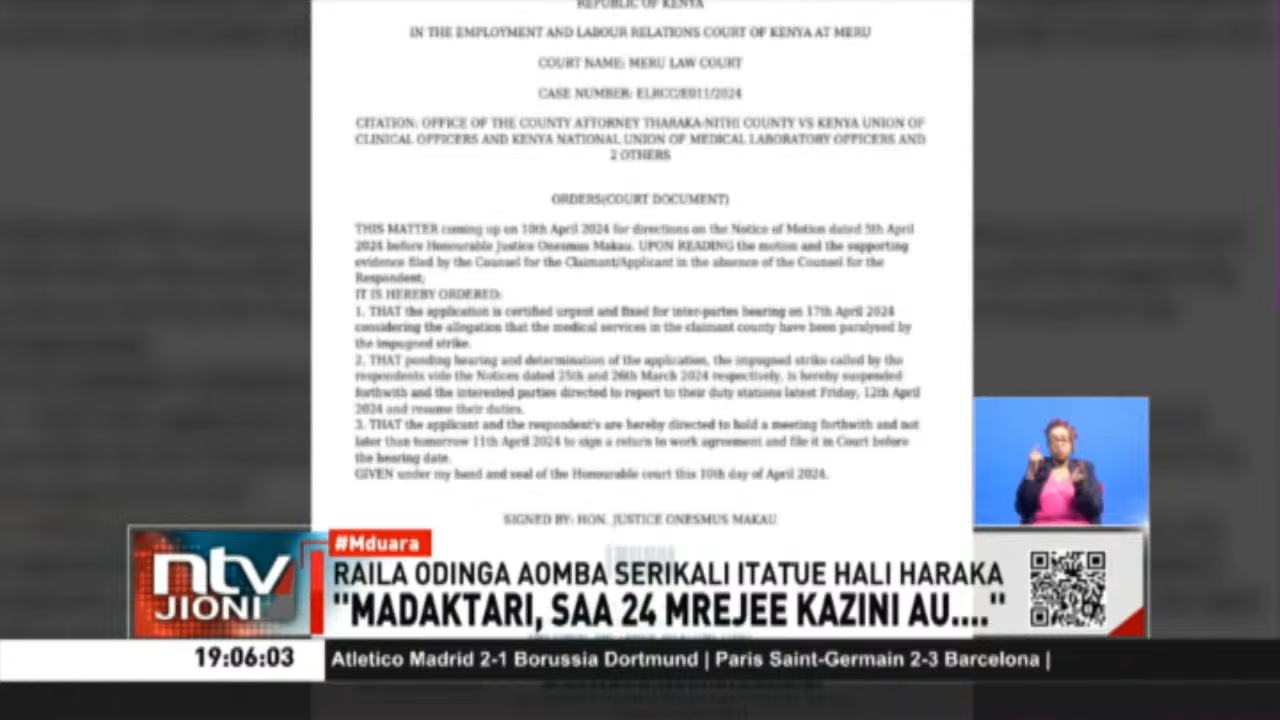 REPUBLIC OF KENYA
IN THE EMPLOYMENT AND LABOUR RELATIONS COURT OF KENYA AT MERU
COURT NAME: MERU LAW COURT
CASE NUMBER: ELRCC/E011/2024
CITATION: OFFICE OF THE COUNTY ATTORNEY THARAKA-NITHI COUNTY VS KENYA UNION OF
CLINICAL OFFICERS AND KENYA NATIONAL UNION OF MEDICAL LABORATORY OFFICERS AND
2 OTHERS
ORDERS(COURT DOCUMENT)
THIS MATTER coming up on 10th April 2024 for directions on the Notice of Motion dated 5th April
2024 before Honourable Justice Onesmus Makau. UPON READING the motion and the supporting
evidence filed by the Counsel for the Claimant/Applicant in the absence of the Counsel for the
Respondent;
IT IS HEREBY ORDERED:
1. THAT the application is certified urgent and fixed for inter-partes hearing on 17th April 2024
considering the allegation that the medical services in the claimant county have been paralysed by
the impugned strike.
2. THAT pending hearing and determination of the application, the impugned strike called by the
respondents vide the Notices dated 25th and 26th March 2024 respectively, is hereby suspended
forthwith and the interested parties directed to report to their duty stations latest Friday, 12th April
2024 and resume their duties.
3. THAT the applicant and the respondent's are hereby directed to hold a meeting forthwith and not
later than tomorrow 11th April 2024 to sign a return to work agreement and file it in Court before
the hearing date.
GIVEN under my hand and seal of the Honourable court this 10th day of April 2024.
SIGNED BY: HON. JUSTICE ONESMUS MAKAU
#Mduara
ntv
JIONI
RAILA ODINGA AOMBA SERIKALI ITATUE HALI HARAKA
"MADAKTARI, SAA 24 MREJEE KAZINI AU...."
19:06:03
Atletico Madrid 2-1 Borussia Dortmund | Paris Saint-Germain 2-3 Barcelona |